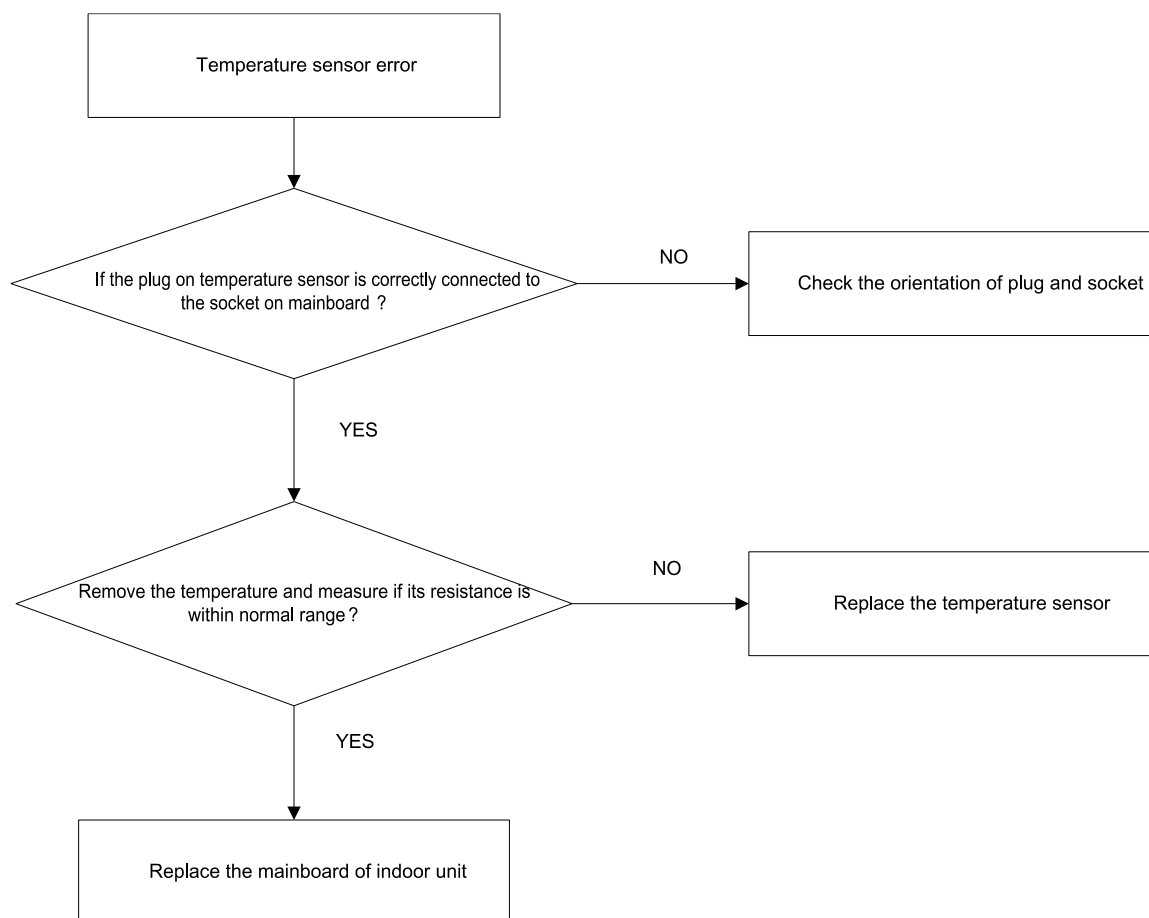 Temperature sensor error
If the plug on temperature sensor is correctly connected to
the socket on mainboard ?
NO
Check the orientation of plug and socket
YES
Remove the temperature and measure if its resistance is
within normal range ?
NO
Replace the temperature sensor
YES
Replace the mainboard of indoor unit